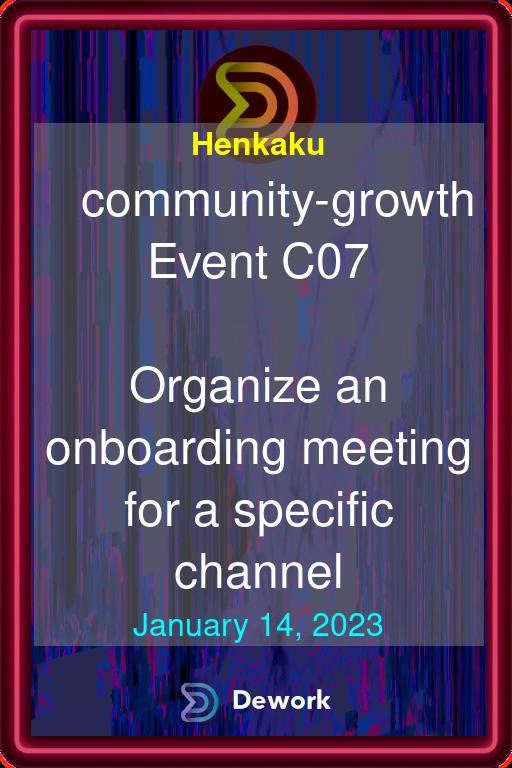 Henkaku
community-growth
Event C07
Organize an
onboarding meeting
for a specific
channel
January 14, 2023
Dework